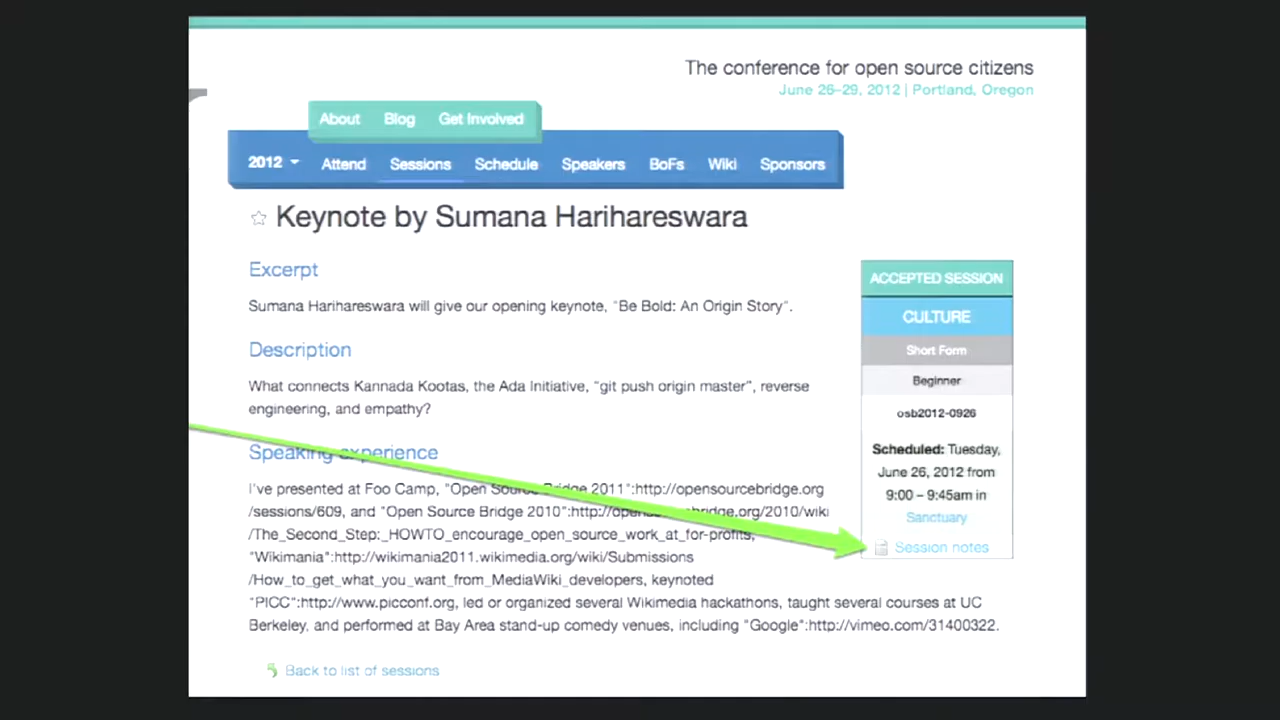 The conference for open source citizens
June 26–29, 2012 | Portland, Oregon
About Blog Get Involved
2012 Attend Sessions Schedule Speakers BoFs Wiki Sponsors
Keynote by Sumana Harihareswara
Excerpt
Sumana Harihareswara will give our opening keynote, "Be Bold: An Origin Story".
Description
What connects Kannada Kootas, the Ada Initiative, "git push origin master", reverse
engineering, and empathy?
Speaking experience
I've presented at Foo Camp, "Open Source Bridge 2011":http://opensourcebridge.org
/sessions/609, and "Open Source Bridge 2010":http://opensourcebridge.org/2010/wiki
/The_Second_Step:_HOWTO_encourage_open_source_work_at_for-profits,
"Wikimania":http://wikimania2011.wikimedia.org/wiki/Submissions
/How_to_get_what_you_want_from_MediaWiki_developers, keynoted
"PICC":http://www.picconf.org, led or organized several Wikimedia hackathons, taught several courses at UC
Berkeley, and performed at Bay Area stand-up comedy venues, including "Google":http://vimeo.com/31400322.
Back to list of sessions
ACCEPTED SESSION
CULTURE
Short Form
Beginner
osb2012-0926
Scheduled: Tuesday,
June 26, 2012 from
9:00 – 9:45am in
Sanctuary
Session notes